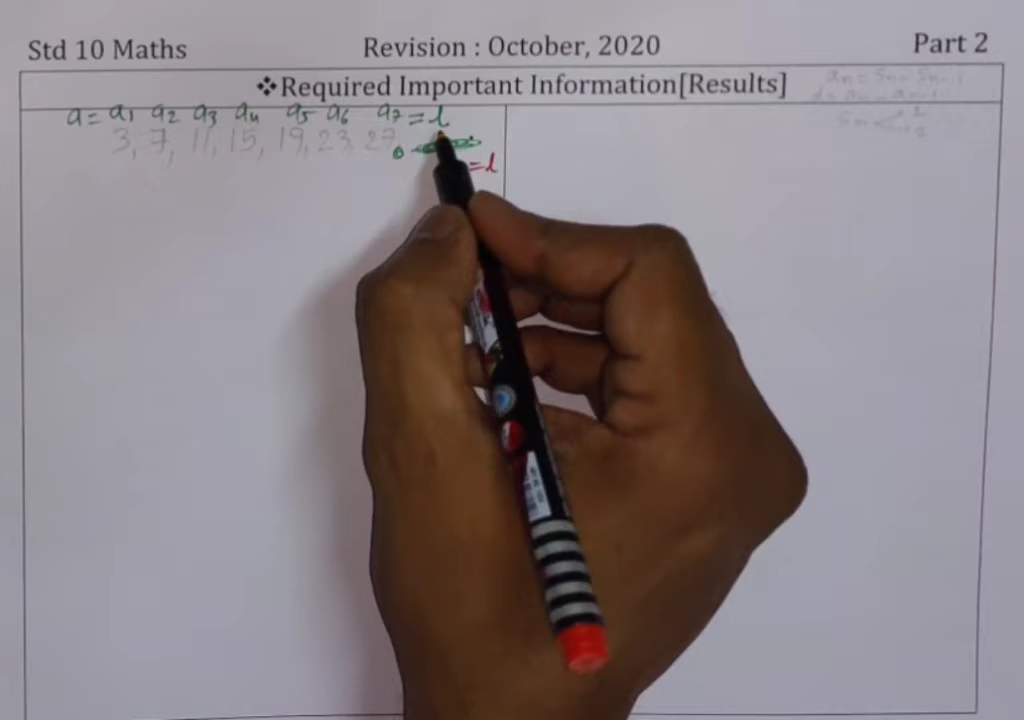 Std 10 Maths Revision : October, 2020 Part 2
❖Required Important Information[Results]
a = a1 a2 a3 a4 a5 a6 a7 = l
3, 7, 11, 15, 19, 23, 27
= l